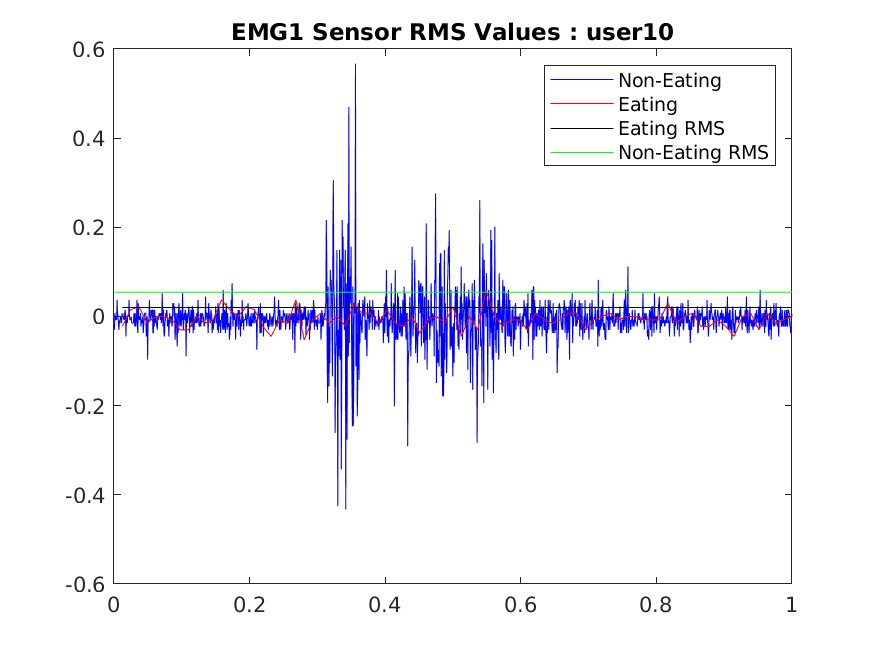 EMG1 Sensor RMS Values : user10
0.6
Non-Eating
Eating
Eating RMS
Non-Eating RMS
0.4
0.2
0
-0.2
-0.4
-0.6
0 0.2 0.4 0.6 0.8 1